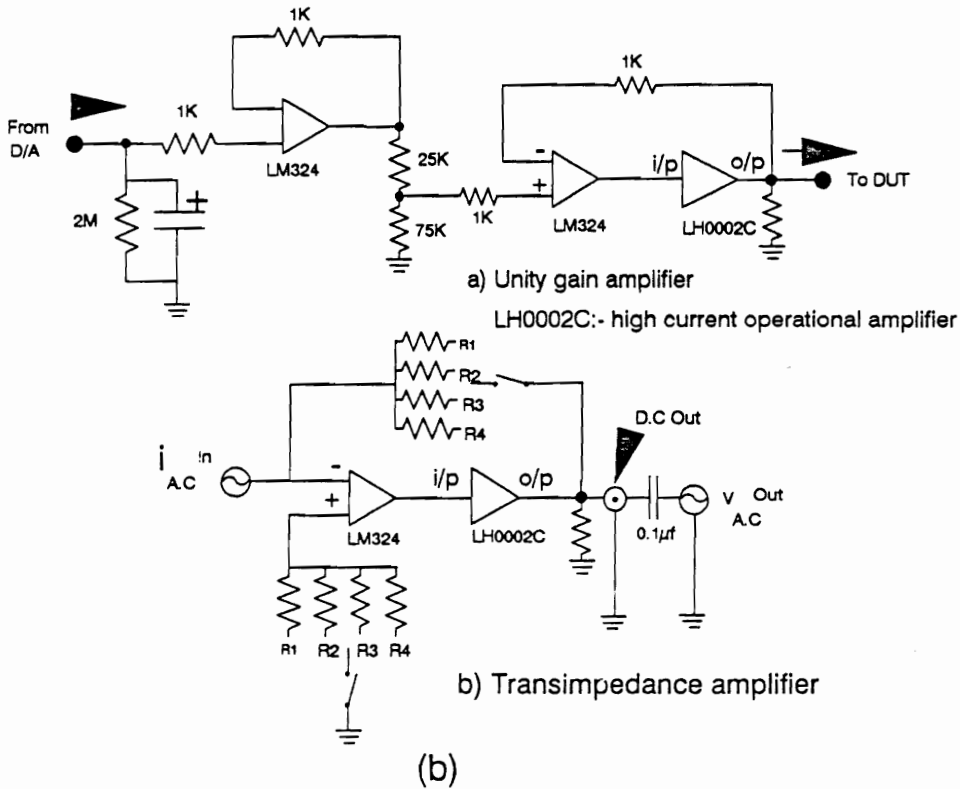 1K
1K
From
D/A
1K
LM324
25K
-
+
i/p
o/p
To DUT
2M
+
75K
1K
LM324
LH0002C
a) Unity gain amplifier
LH0002C:- high current operational amplifier
R1
R2
R3
R4
D.C Out
i In
A.C
-
+
i/p
o/p
v Out
A.C
LM324
LH0002C
0.1µf
R1 R2 R3 R4
b) Transimpedance amplifier
(b)